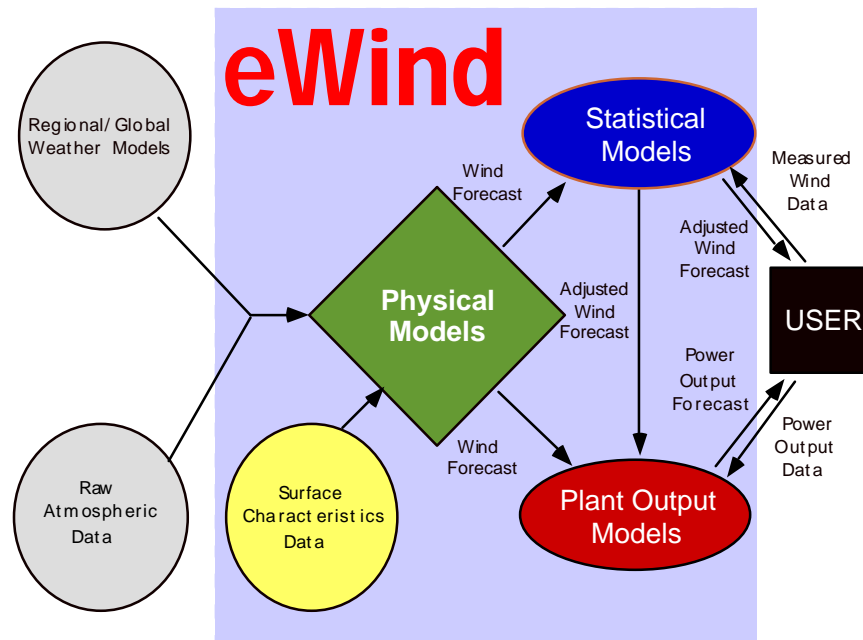 eWind
Regional/Global
Weather Models
Statistical
Models
Measured
Wind
Data
Wind
Forecast
Adjusted
Wind
Forecast
Physical
Models
Adjusted
Wind
Forecast
USER
Power
Output
Forecast
Wind
Forecast
Power
Output
Data
Raw
Atmospheric
Data
Surface
Characteristics
Data
Plant Output
Models